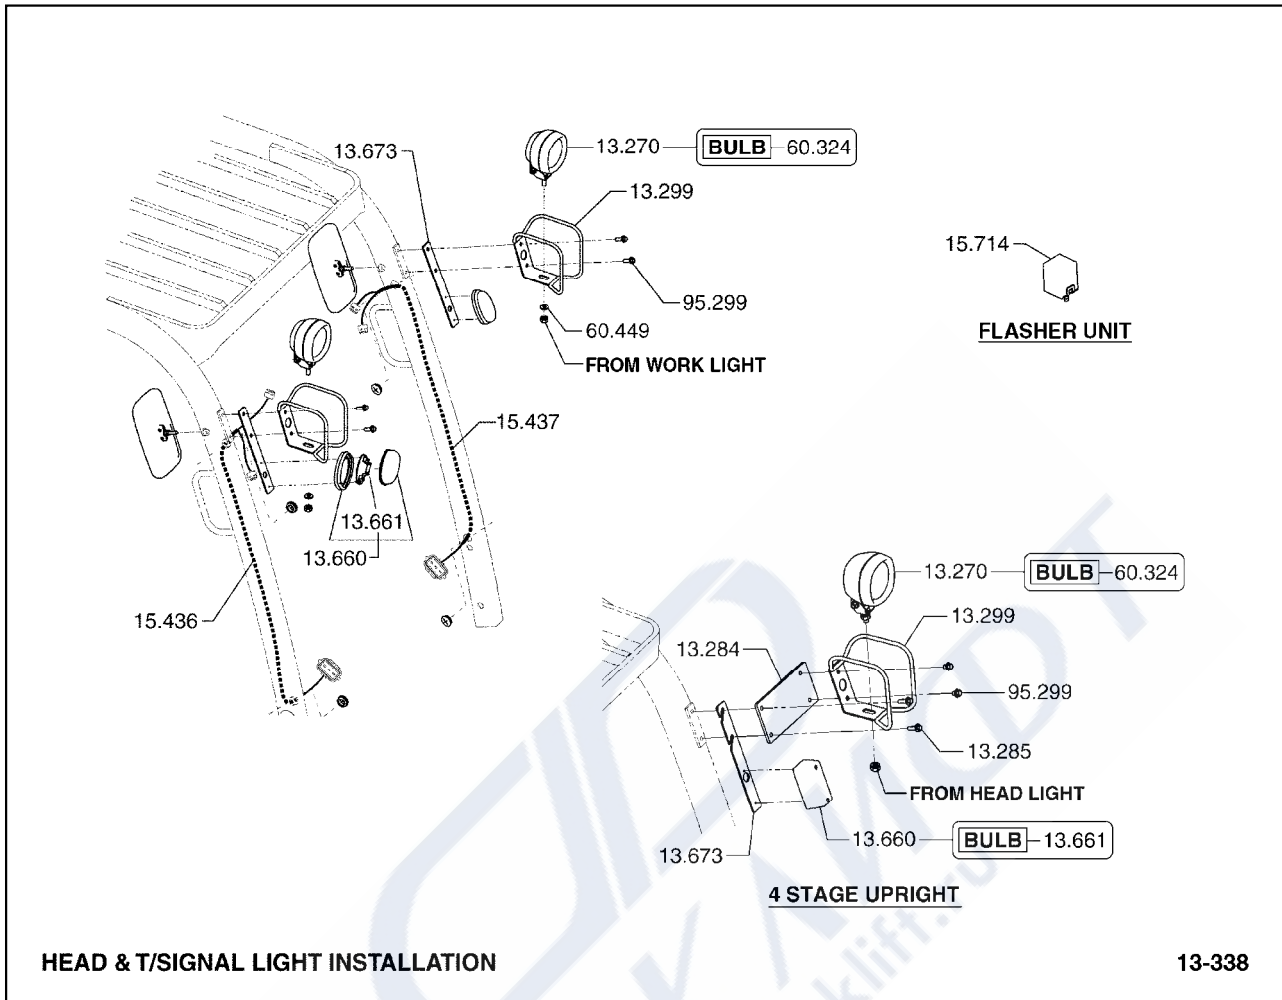 13.673
13.270
BULB 60.324
13.299
15.714
95.299
60.449
FLASHER UNIT
FROM WORK LIGHT
15.437
13.661
13.660
15.436
13.270
BULB 60.324
13.299
13.284
95.299
13.285
FROM HEAD LIGHT
13.660
BULB 13.661
13.673
4 STAGE UPRIGHT
HEAD & T/SIGNAL LIGHT INSTALLATION
13-338